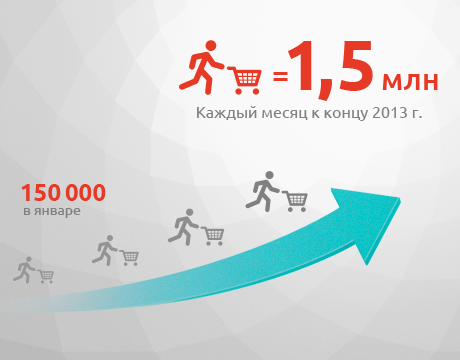 = 1,5 млн
Каждый месяц к концу 2013 г.
150 000
в январе